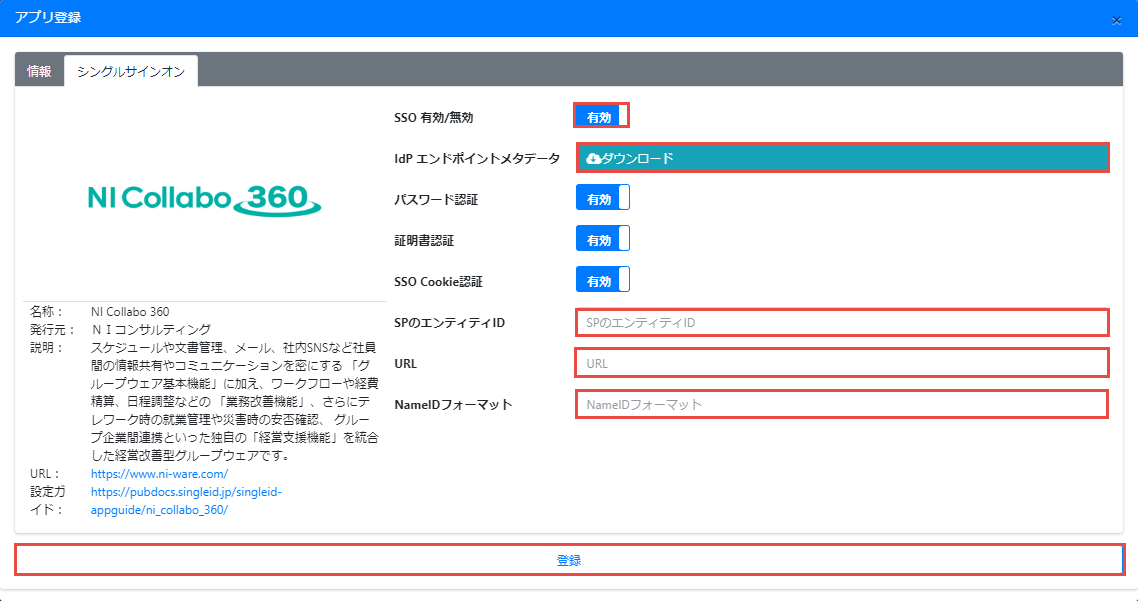 アプリ登録
×
情報
シングルサインオン
NI Collabo 360
SSO 有効/無効
有効
IdP エンドポイントメタデータ
ダウンロード
パスワード認証
有効
証明書認証
有効
SSO Cookie認証
有効
SPのエンティティID
SPのエンティティID
URL
URL
NameIDフォーマット
NameIDフォーマット
名称： NI Collabo 360
発行元： ＮＩコンサルティング
説明： スケジュールや文書管理、メール、社内SNSなど社員
間の情報共有やコミュニケーションを密にする 「グ
ループウェア基本機能」に加え、ワークフローや経費
精算、日程調整などの 「業務改善機能」、さらにテ
レワーク時の就業管理や災害時の安否確認、 グルー
プ企業間連携といった独自の「経営支援機能」を統合
した経営改善型グループウェアです。
URL： https://www.ni-ware.com/
設定ガ https://pubdocs.singleid.jp/singleid-
イド： appguide/ni_collabo_360/
登録